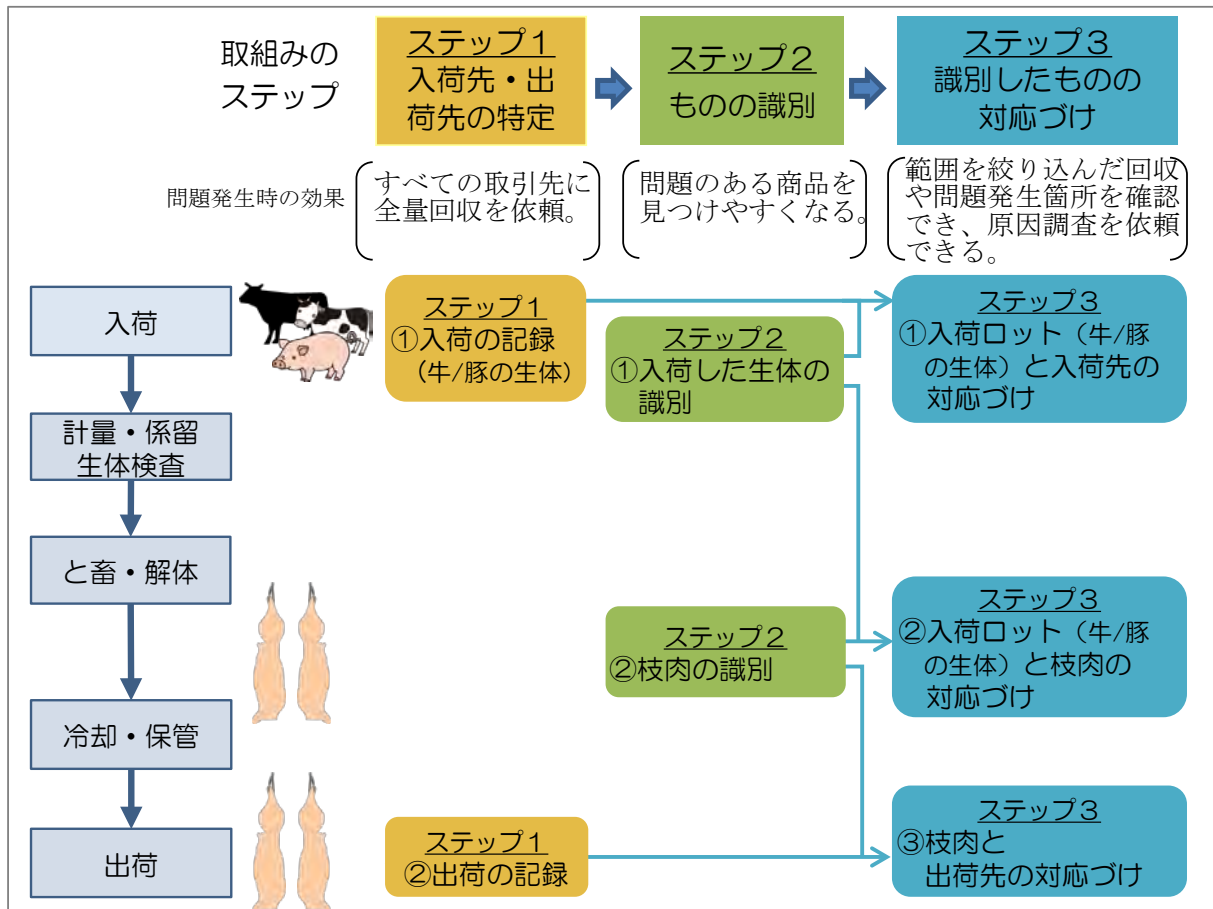 取組みの
ステップ
ステップ１
入荷先・出
荷先の特定
ステップ２
ものの識別
ステップ３
識別したものの
対応づけ
問題発生時の効果
すべての取引先に
全量回収を依頼。
問題のある商品を
見つけやすくなる。
範囲を絞り込んだ回収
や問題発生箇所を確認
でき、原因調査を依頼
できる。
入荷
ステップ１
①入荷の記録
（牛/豚の生体）
ステップ２
①入荷した生体の
識別
ステップ３
①入荷ロット（牛/豚
の生体）と入荷先の
対応づけ
計量・係留
生体検査
と畜・解体
ステップ２
②枝肉の識別
ステップ３
②入荷ロット（牛/豚
の生体）と枝肉の
対応づけ
冷却・保管
出荷
ステップ１
②出荷の記録
ステップ３
③枝肉と
出荷先の対応づけ